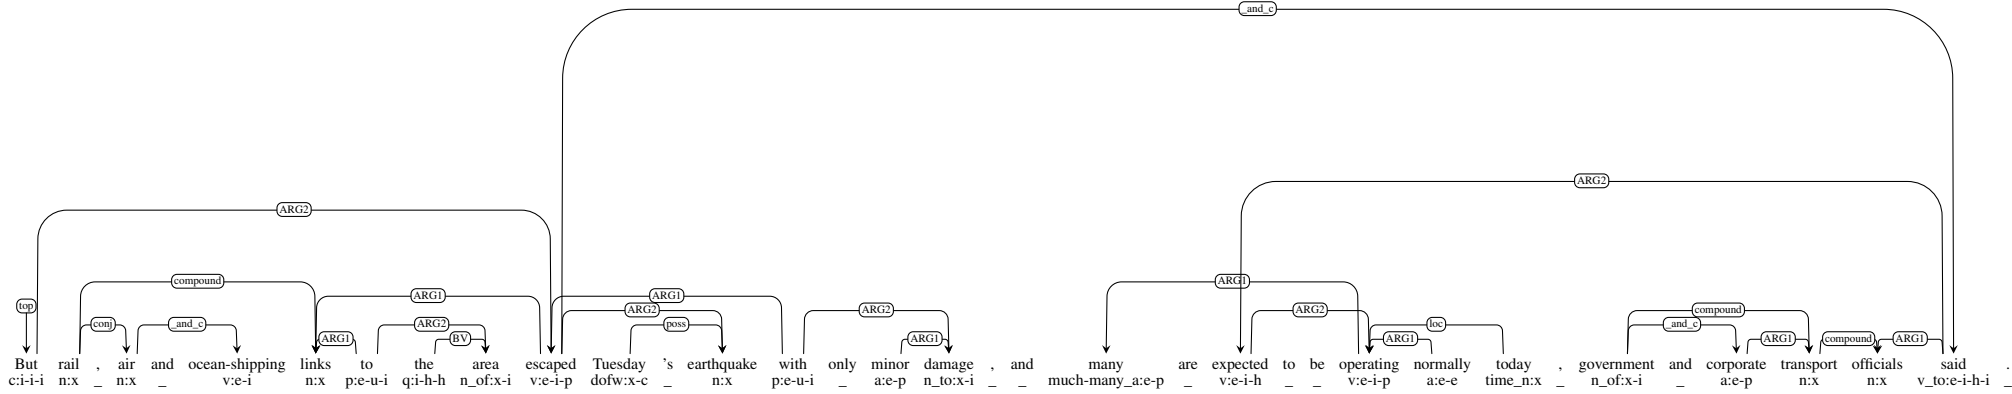 _and_c
ARG2
ARG2
compound ARG1 ARG1 ARG1
top ARG2 ARG2 ARG2 compound
conj _and_c ARG2 poss loc _and_c
ARG1 BV ARG1 ARG1 ARG1 compound ARG1
But rail , air and ocean-shipping links to the area escaped Tuesday 's earthquake with only minor damage , and many are expected to be operating normally today , government and corporate transport officials said .
c:i-i-i n:x _ n:x _ v:e-i n:x p:e-u-i q:i-h-h n_of:x-i v:e-i-p dofw:x-c _ n:x p:e-u-i _ a:e-p n_to:x-i _ _ much-many_a:e-p _ v:e-i-h _ _ v:e-i-p a:e-e time_n:x _ n_of:x-i _ a:e-p n:x n:x v_to:e-i-h-i _